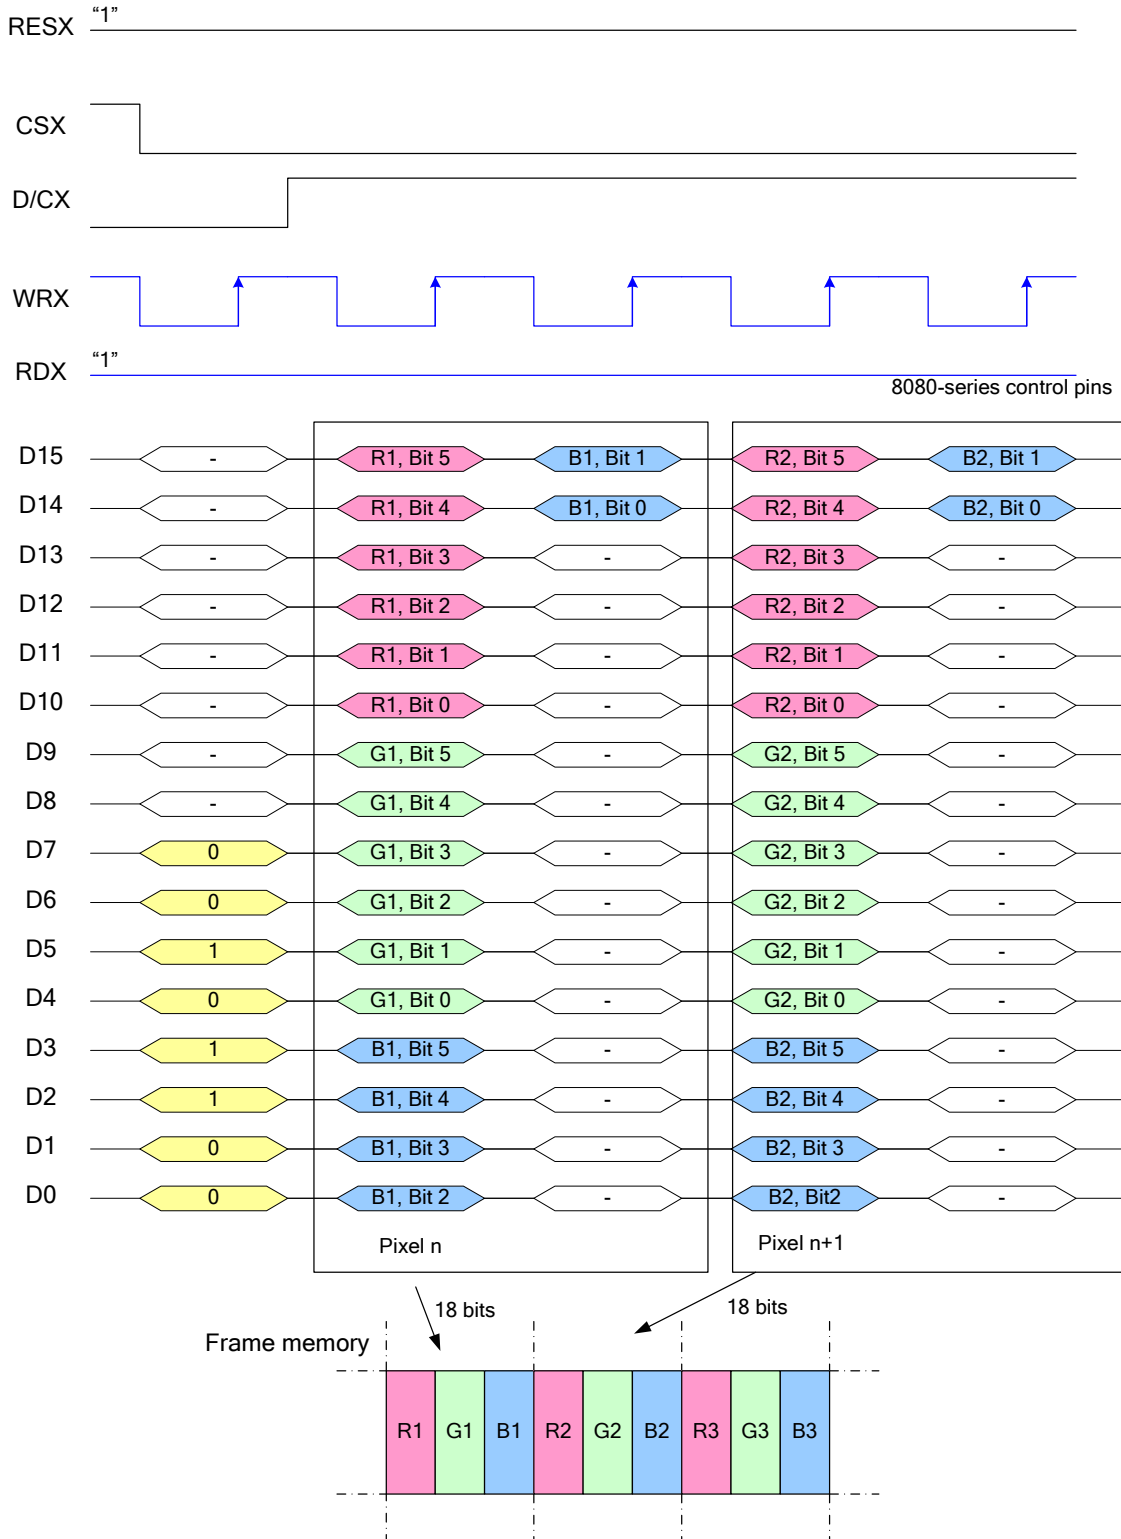 RESX “1”
CSX
D/CX
WRX
RDX “1”
8080-series control pins
D15 - R1, Bit 5 B1, Bit 1 R2, Bit 5 B2, Bit 1
D14 - R1, Bit 4 B1, Bit 0 R2, Bit 4 B2, Bit 0
D13 - R1, Bit 3 - R2, Bit 3 -
D12 - R1, Bit 2 - R2, Bit 2 -
D11 - R1, Bit 1 - R2, Bit 1 -
D10 - R1, Bit 0 - R2, Bit 0 -
D9 - G1, Bit 5 - G2, Bit 5 -
D8 - G1, Bit 4 - G2, Bit 4 -
D7 0 G1, Bit 3 - G2, Bit 3 -
D6 0 G1, Bit 2 - G2, Bit 2 -
D5 1 G1, Bit 1 - G2, Bit 1 -
D4 0 G1, Bit 0 - G2, Bit 0 -
D3 1 B1, Bit 5 - B2, Bit 5 -
D2 1 B1, Bit 4 - B2, Bit 4 -
D1 0 B1, Bit 3 - B2, Bit 3 -
D0 0 B1, Bit 2 - B2, Bit2 -
Pixel n Pixel n+1
18 bits 18 bits
Frame memory
R1 G1 B1 R2 G2 B2 R3 G3 B3